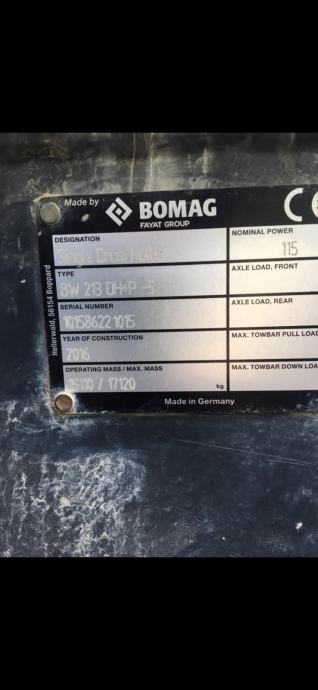 Made by BOMAG
FAYAT GROUP
CE
Hellerwald, 56154 Boppard
DESIGNATION
Single Drum Roller
NOMINAL POWER
115
TYPE
BW 213 DH+P -5
AXLE LOAD, FRONT
SERIAL NUMBER
101586221015
AXLE LOAD, REAR
YEAR OF CONSTRUCTION
2016
MAX. TOWBAR PULL LOAD
OPERATING MASS / MAX. MASS
/ 17120
kg
MAX. TOWBAR DOWN LOA
Made in Germany